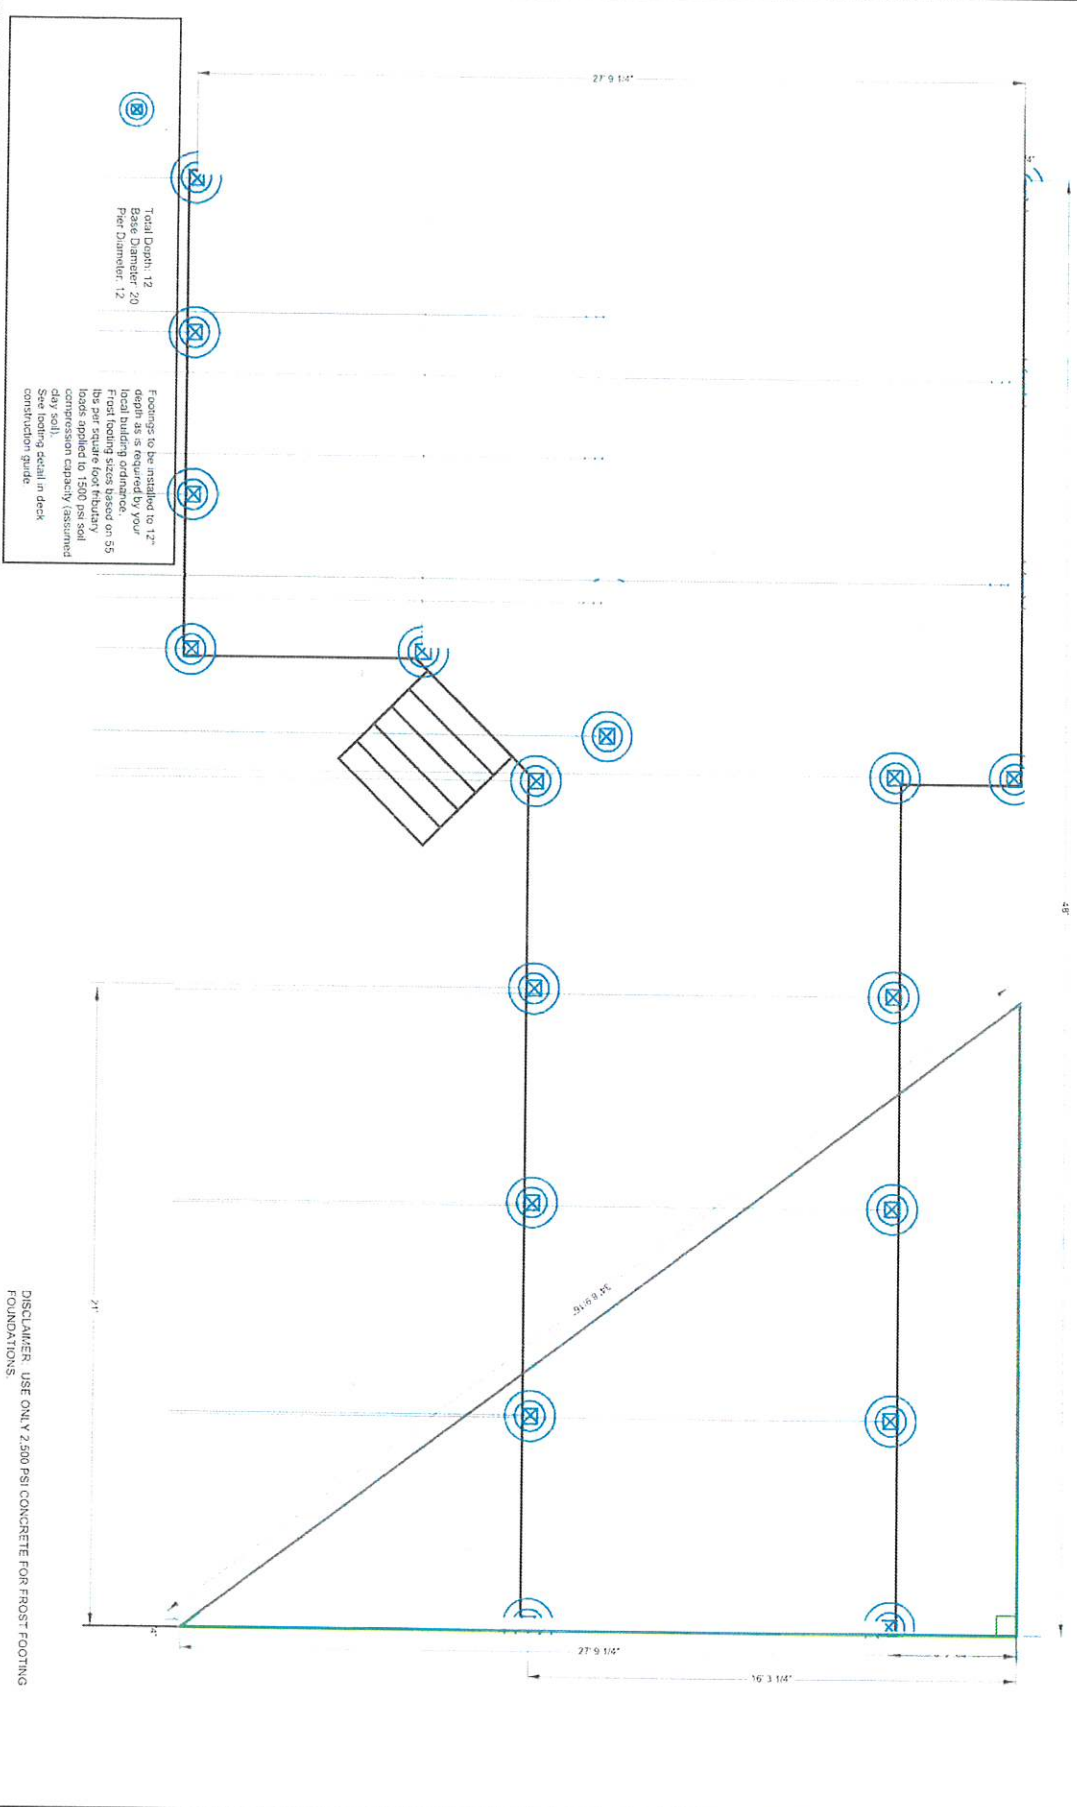 27' 9 1/4"
48'
Total Depth: 12
Base Diameter: 20
Pier Diameter: 12
Footings to be installed to 12"
depth as is required by your
local building ordinance.
Frost footing sizes based on 55
lbs per square foot tributary
loads applied to 1500 psi soil
compression capacity (assumed
clay soil).
See footing detail in deck
construction guide
34' 8 9/16"
21'
27' 9 1/4"
16' 3 1/4"
DISCLAIMER: USE ONLY 2,500 PSI CONCRETE FOR FROST FOOTING
FOUNDATIONS.